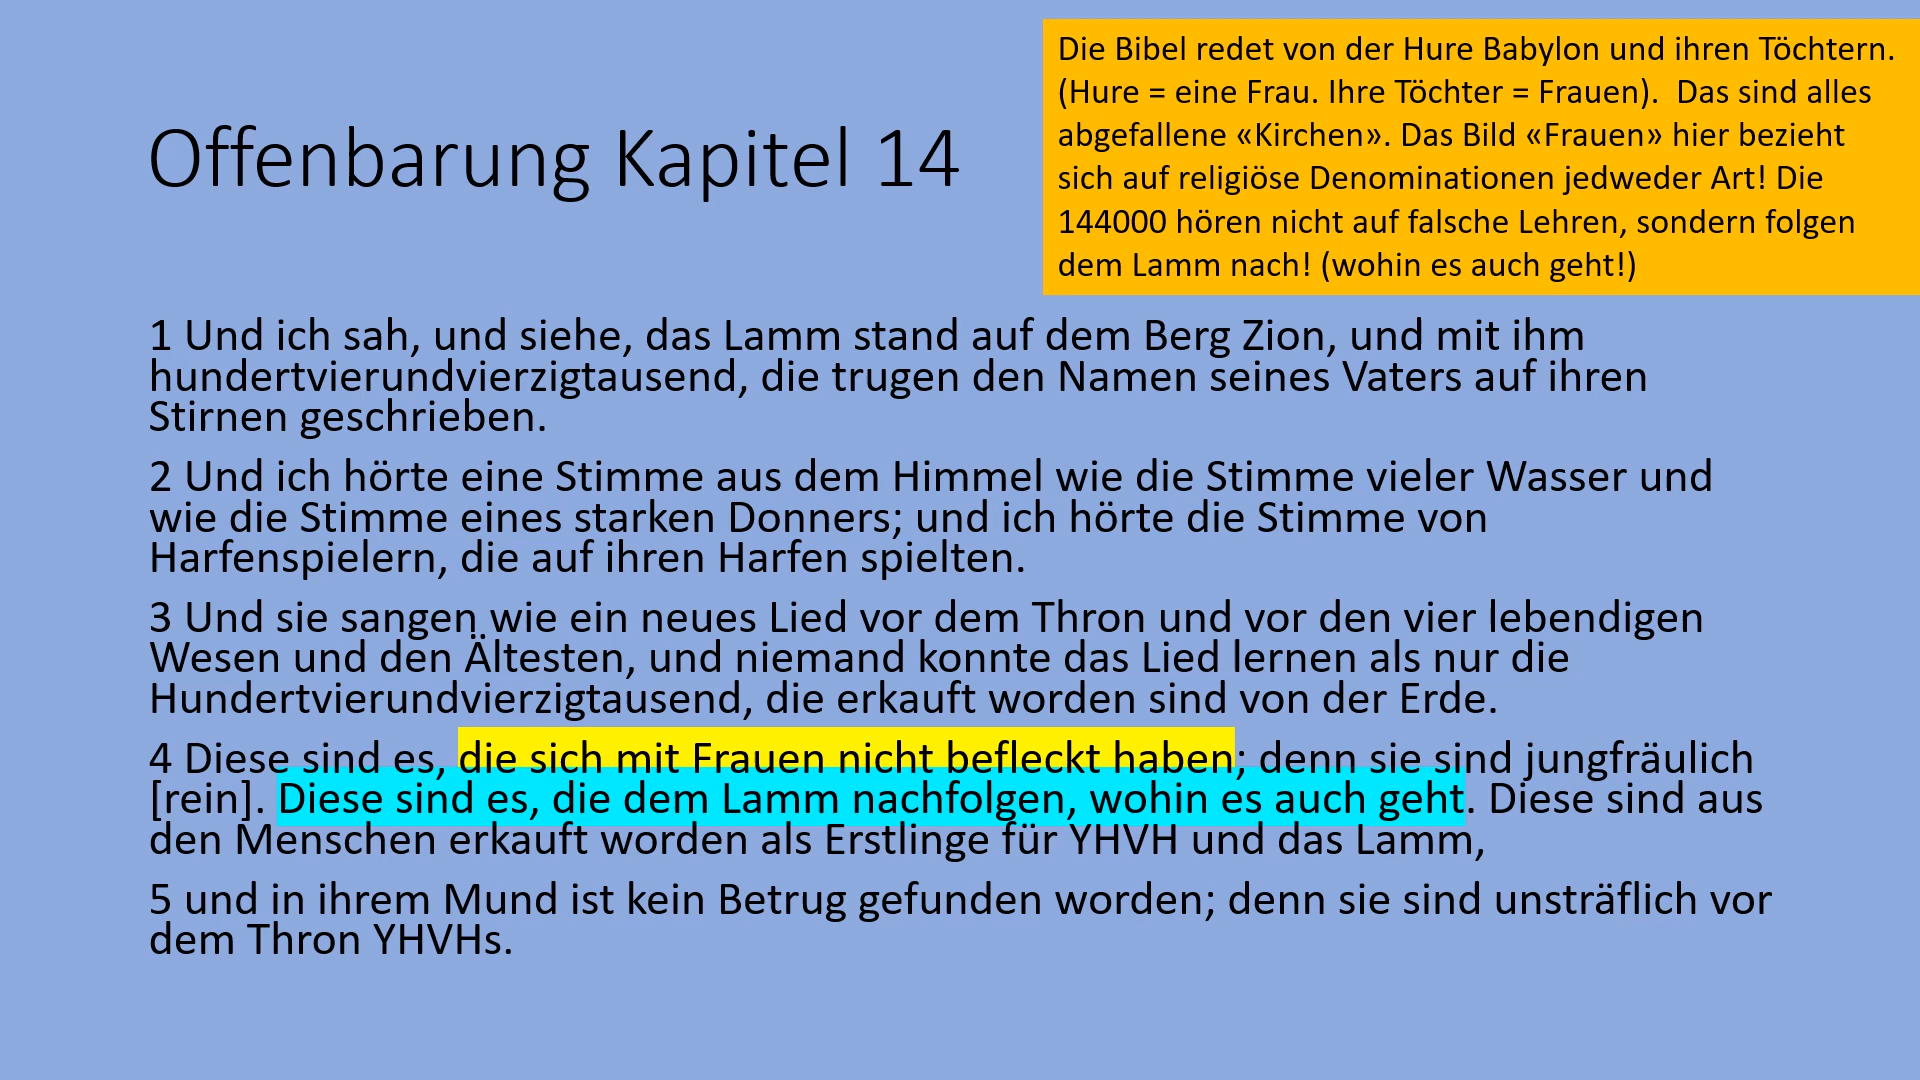 Offenbarung Kapitel 14
Die Bibel redet von der Hure Babylon und ihren Töchtern.
(Hure = eine Frau. Ihre Töchter = Frauen).  Das sind alles
abgefallene «Kirchen». Das Bild «Frauen» hier bezieht
sich auf religiöse Denominationen jedweder Art! Die
144000 hören nicht auf falsche Lehren, sondern folgen
dem Lamm nach! (wohin es auch geht!)
1 Und ich sah, und siehe, das Lamm stand auf dem Berg Zion, und mit ihm
hundertvierundvierzigtausend, die trugen den Namen seines Vaters auf ihren
Stirnen geschrieben.
2 Und ich hörte eine Stimme aus dem Himmel wie die Stimme vieler Wasser und
wie die Stimme eines starken Donners; und ich hörte die Stimme von
Harfenspielern, die auf ihren Harfen spielten.
3 Und sie sangen wie ein neues Lied vor dem Thron und vor den vier lebendigen
Wesen und den Ältesten, und niemand konnte das Lied lernen als nur die
Hundertvierundvierzigtausend, die erkauft worden sind von der Erde.
4 Diese sind es, die sich mit Frauen nicht befleckt haben; denn sie sind jungfräulich
[rein]. Diese sind es, die dem Lamm nachfolgen, wohin es auch geht. Diese sind aus
den Menschen erkauft worden als Erstlinge für YHVH und das Lamm,
5 und in ihrem Mund ist kein Betrug gefunden worden; denn sie sind unsträflich vor
dem Thron YHVHs.